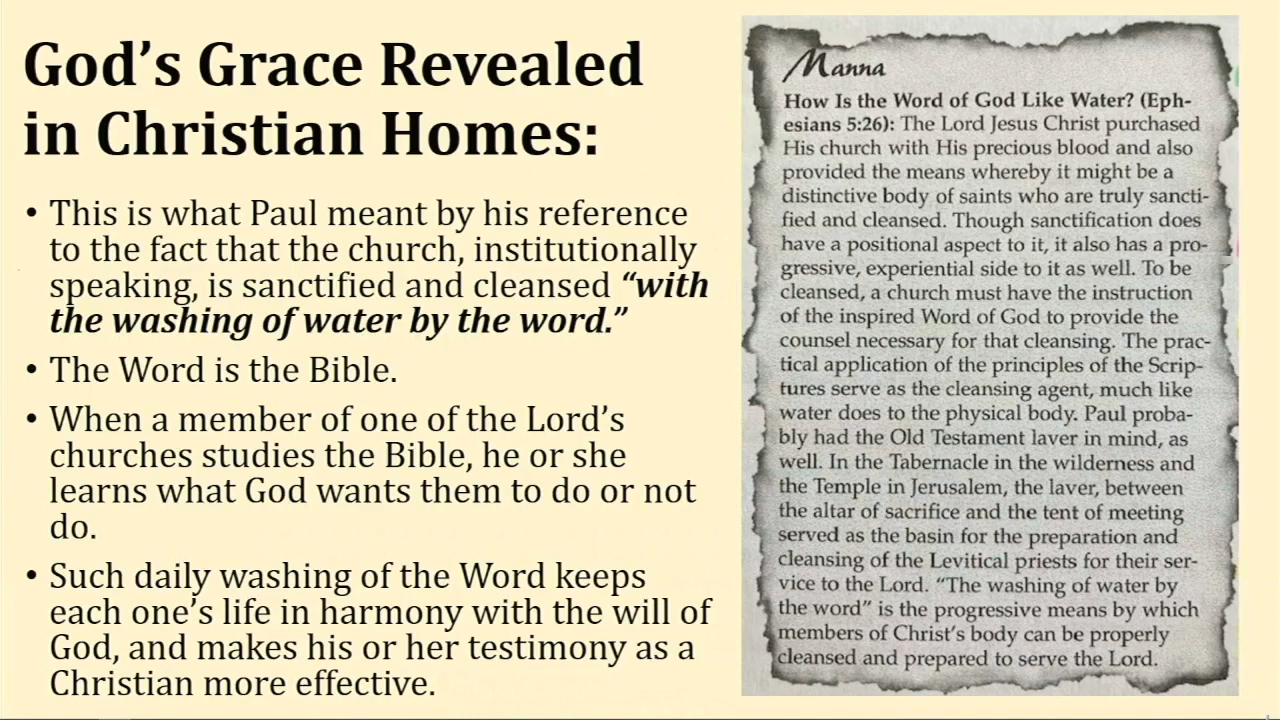 God’s Grace Revealed
in Christian Homes:
• This is what Paul meant by his reference
to the fact that the church, institutionally
speaking, is sanctified and cleansed “with
the washing of water by the word.”
• The Word is the Bible.
• When a member of one of the Lord’s
churches studies the Bible, he or she
learns what God wants them to do or not
do.
• Such daily washing of the Word keeps
each one’s life in harmony with the will of
God, and makes his or her testimony as a
Christian more effective.
Manna
How Is the Word of God Like Water? (Eph-
esians 5:26): The Lord Jesus Christ purchased
His church with His precious blood and also
provided the means whereby it might be a
distinctive body of saints who are truly sancti-
fied and cleansed. Though sanctification does
have a positional aspect to it, it also has a pro-
gressive, experiential side to it as well. To be
cleansed, a church must have the instruction
of the inspired Word of God to provide the
counsel necessary for that cleansing. The prac-
tical application of the principles of the Scrip-
tures serve as the cleansing agent, much like
water does to the physical body. Paul proba-
bly had the Old Testament laver in mind, as
well. In the Tabernacle in the wilderness and
the Temple in Jerusalem, the laver, between
the altar of sacrifice and the tent of meeting
served as the basin for the preparation and
cleansing of the Levitical priests for their ser-
vice to the Lord. “The washing of water by
the word” is the progressive means by which
members of Christ’s body can be properly
cleansed and prepared to serve the Lord.